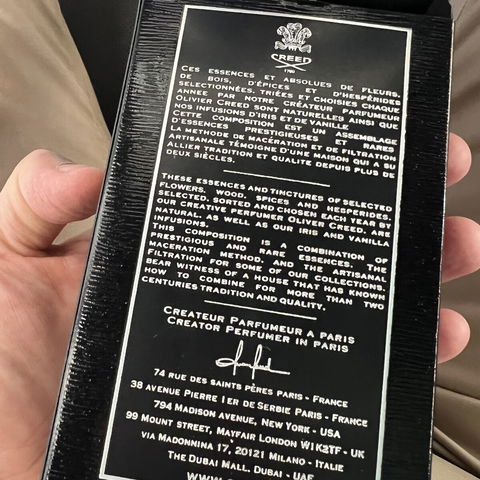 CREED
1760
CES ESSENCES ET ABSOLUES DE FLEURS,
DE BOIS, D'ÉPICES ET D'HESPÉRIDES
SELECTIONNÉES, TRIÉES ET CHOISIES CHAQUE
ANNEE PAR NOTRE CRÉATEUR PARFUMEUR
OLIVIER CREED SONT NATURELLES AINSI QUE
NOS INFUSIONS D'IRIS ET DE VANILLE
CETTE COMPOSITION EST UN ASSEMBLAGE
D'ESSENCES PRESTIGIEUSES ET RARES
LA METHODE DE MACÉRATION ET DE FILTRATION
ARTISANALE TÉMOIGNE D'UNE MAISON QUI A SU
ALLIER TRADITION ET QUALITE DEPUIS PLUS DE
DEUX SIÈCLES.
THESE ESSENCES AND TINCTURES OF SELECTED
FLOWERS, WOOD, SPICES AND HESPERIDES,
SELECTED, SORTED AND CHOSEN EACH YEAR BY
OUR CREATIVE PERFUMER OLIVER CREED, ARE
NATURAL, AS WELL AS OUR IRIS AND VANILLA
INFUSIONS.
THIS COMPOSITION IS A COMBINATION OF
PRESTIGIOUS AND RARE ESSENCES. THE
MACERATION METHOD, AND THE ARTISANAL
FILTRATION FOR SOME OF OUR COLLECTIONS,
BEAR WITNESS OF A HOUSE THAT HAS KNOWN
HOW TO COMBINE FOR MORE THAN TWO
CENTURIES TRADITION AND QUALITY.
CREATEUR PARFUMEUR A PARIS
CREATOR PERFUMER IN PARIS
74 RUE DES SAINTS PÈRES PARIS - FRANCE
38 AVENUE PIERRE I ER DE SERBIE PARIS - FRANCE
794 MADISON AVENUE, NEW YORK - USA
99 MOUNT STREET, MAYFAIR LONDON W1K2TF - UK
VIA MADONNINA 17, 20121 MILANO - ITALIE
THE DUBAI MALL, DUBAI - UAE